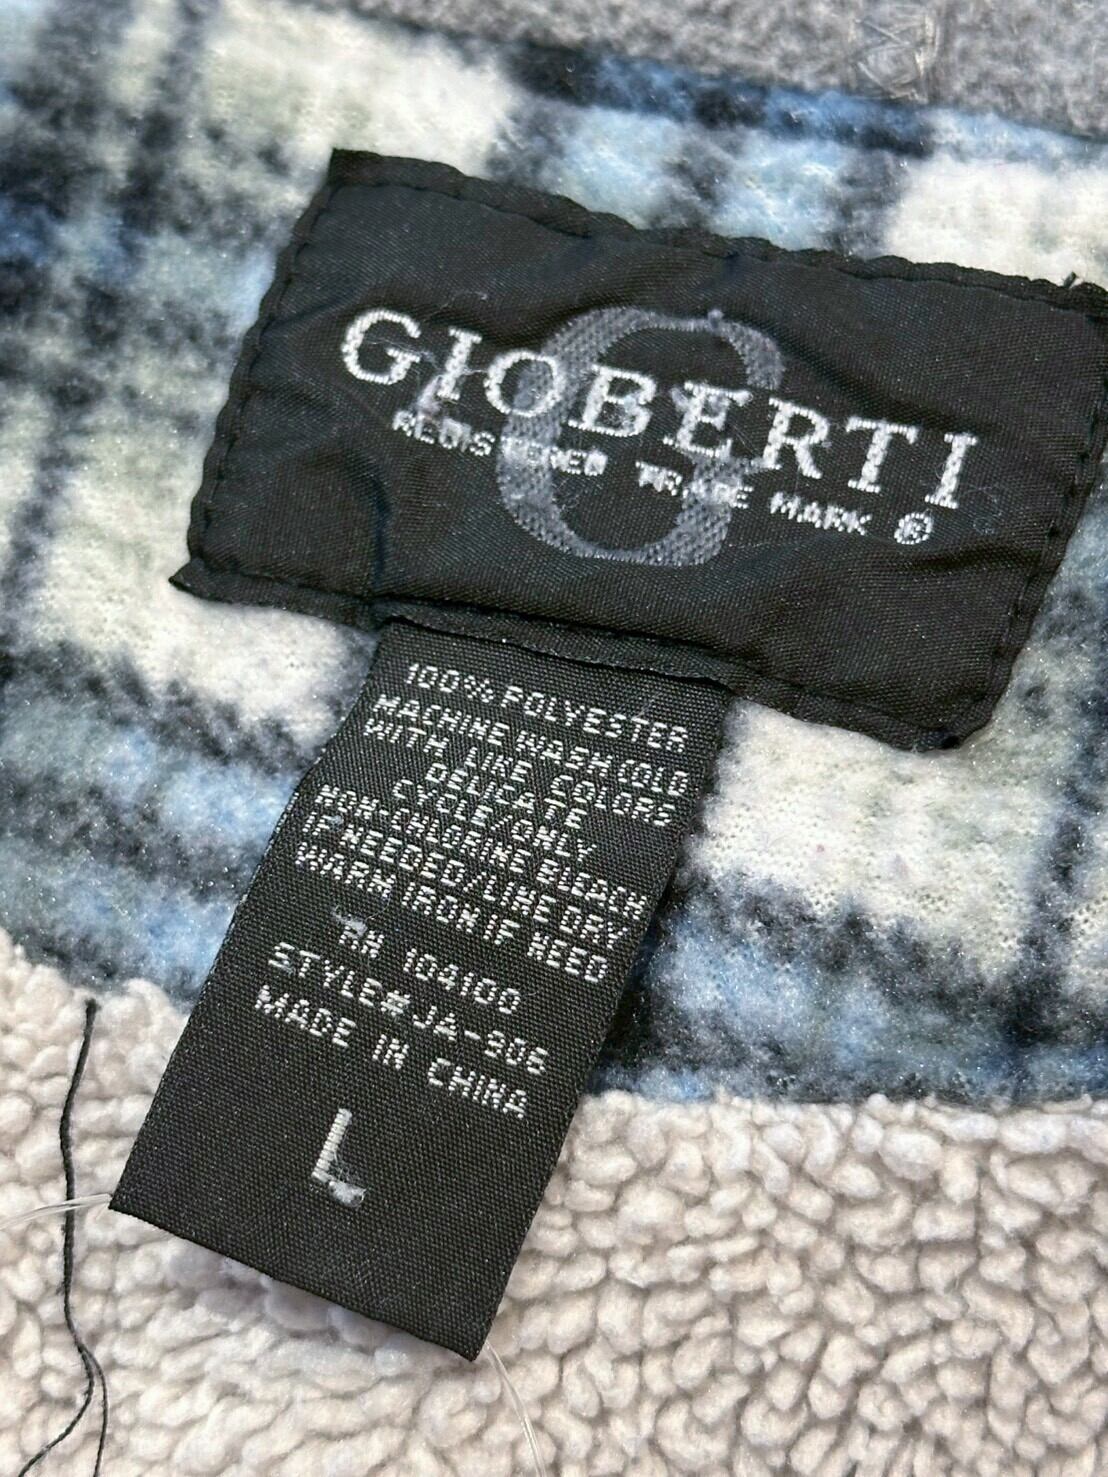 GIOBERTI
REGISTERED TRADE MARK ®
100% POLYESTER
MACHINE WASH COLD
WITH LIKE COLORS
DELICATE
CYCLE/ONLY
NON-CHLORINE BLEACH
IF NEEDED/LINE DRY
WARM IRON IF NEED
RN 104100
STYLE#JA-906
MADE IN CHINA
L